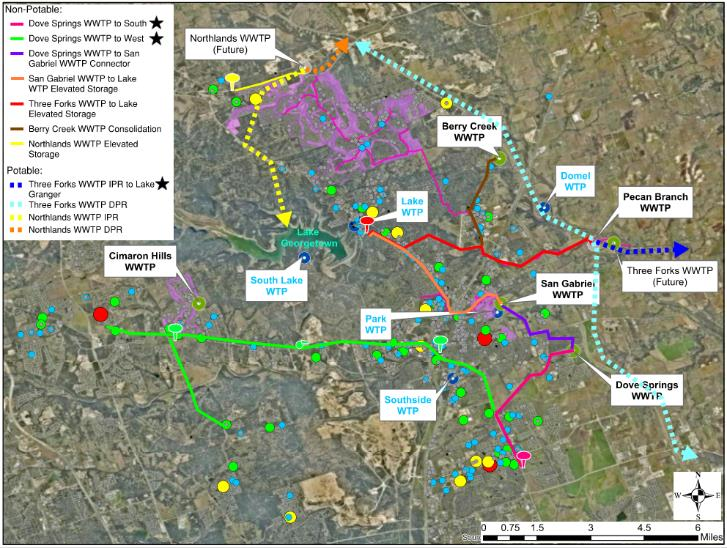 Non-Potable:
Dove Springs WWTP to South
Dove Springs WWTP to West
Dove Springs WWTP to San
Gabriel WWTP Connector
San Gabriel WWTP to Lake
WTP Elevated Storage
Three Forks WWTP to Lake
Elevated Storage
Berry Creek WWTP Consolidation
Northlands WWTP Elevated
Storage
Potable:
Three Forks WWTP IPR to Lake
Granger
Three Forks WWTP DPR
Northlands WWTP IPR
Northlands WWTP DPR
Northlands WWTP
(Future)
Berry Creek
WWTP
Domel
WTP
Pecan Branch
WWTP
Lake
WTP
Lake
Georgetown
Cimaron Hills
WWTP
South Lake
WTP
Three Forks WWTP
(Future)
San Gabriel
WWTP
Park
WTP
Dove Springs
WWTP
Southside
WTP
N
W E
S
0 0.75 1.5 3 4.5 6
Miles